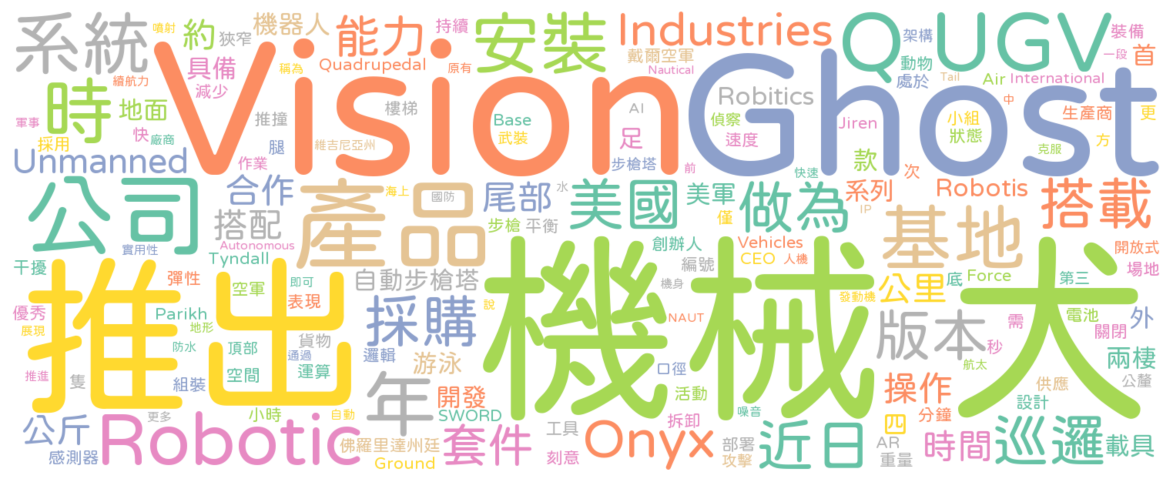 系統
噴射
約
狹窄
機器人
能力
持續
安裝
Industries
戴爾空軍
架構
動物
Q
UGV
裝備
一段
首
Vision
Ghost
具備
續航力
稱為
Quadrupedal
原有
Nautical
處於
Air
International
減少
時
地面
軍事
採用
快
廠商
推撞
樓梯
Base
武裝
AI
Robitics
偵察
速度
Jiren
小組
狀態
Tail
中
生產商
更
方
克服
足
步槍塔
前
款
次
快速
Unmanned
作業
腿
維吉尼亞州
公司
合作
產品
海上
國防
尾部
水
美國
美軍
僅
做為
系列
IP
Robotis
搭載
搭配
步槍
平衡
實用性
Autonomous
Tyndall
干擾
彈性
創辦人
編號
Vehicles
CEO
人機
基地
開放式
場地
自動步槍塔
機身
空軍
即可
底
Force
第三
推出
機械犬
發動機
公里
電池
關閉
優秀
展現
Parikh
地形
表現
貨物
採購
說
NAUT
版本
需
秒
外
防水
頂部
通過
邏輯
游泳
口徑
航太
兩棲
推進
隻
組裝
空間
運算
年
開發
活動
操作
供應
公釐
設計
更多
小時
自動
SWORD
拆卸
噪音
分鐘
公斤
感測器
Robotic
佛羅里達州廷
Ground
套件
工具
刻意
Onyx
部署
攻擊
近日
四
AR
重量
時間
巡邏
載具